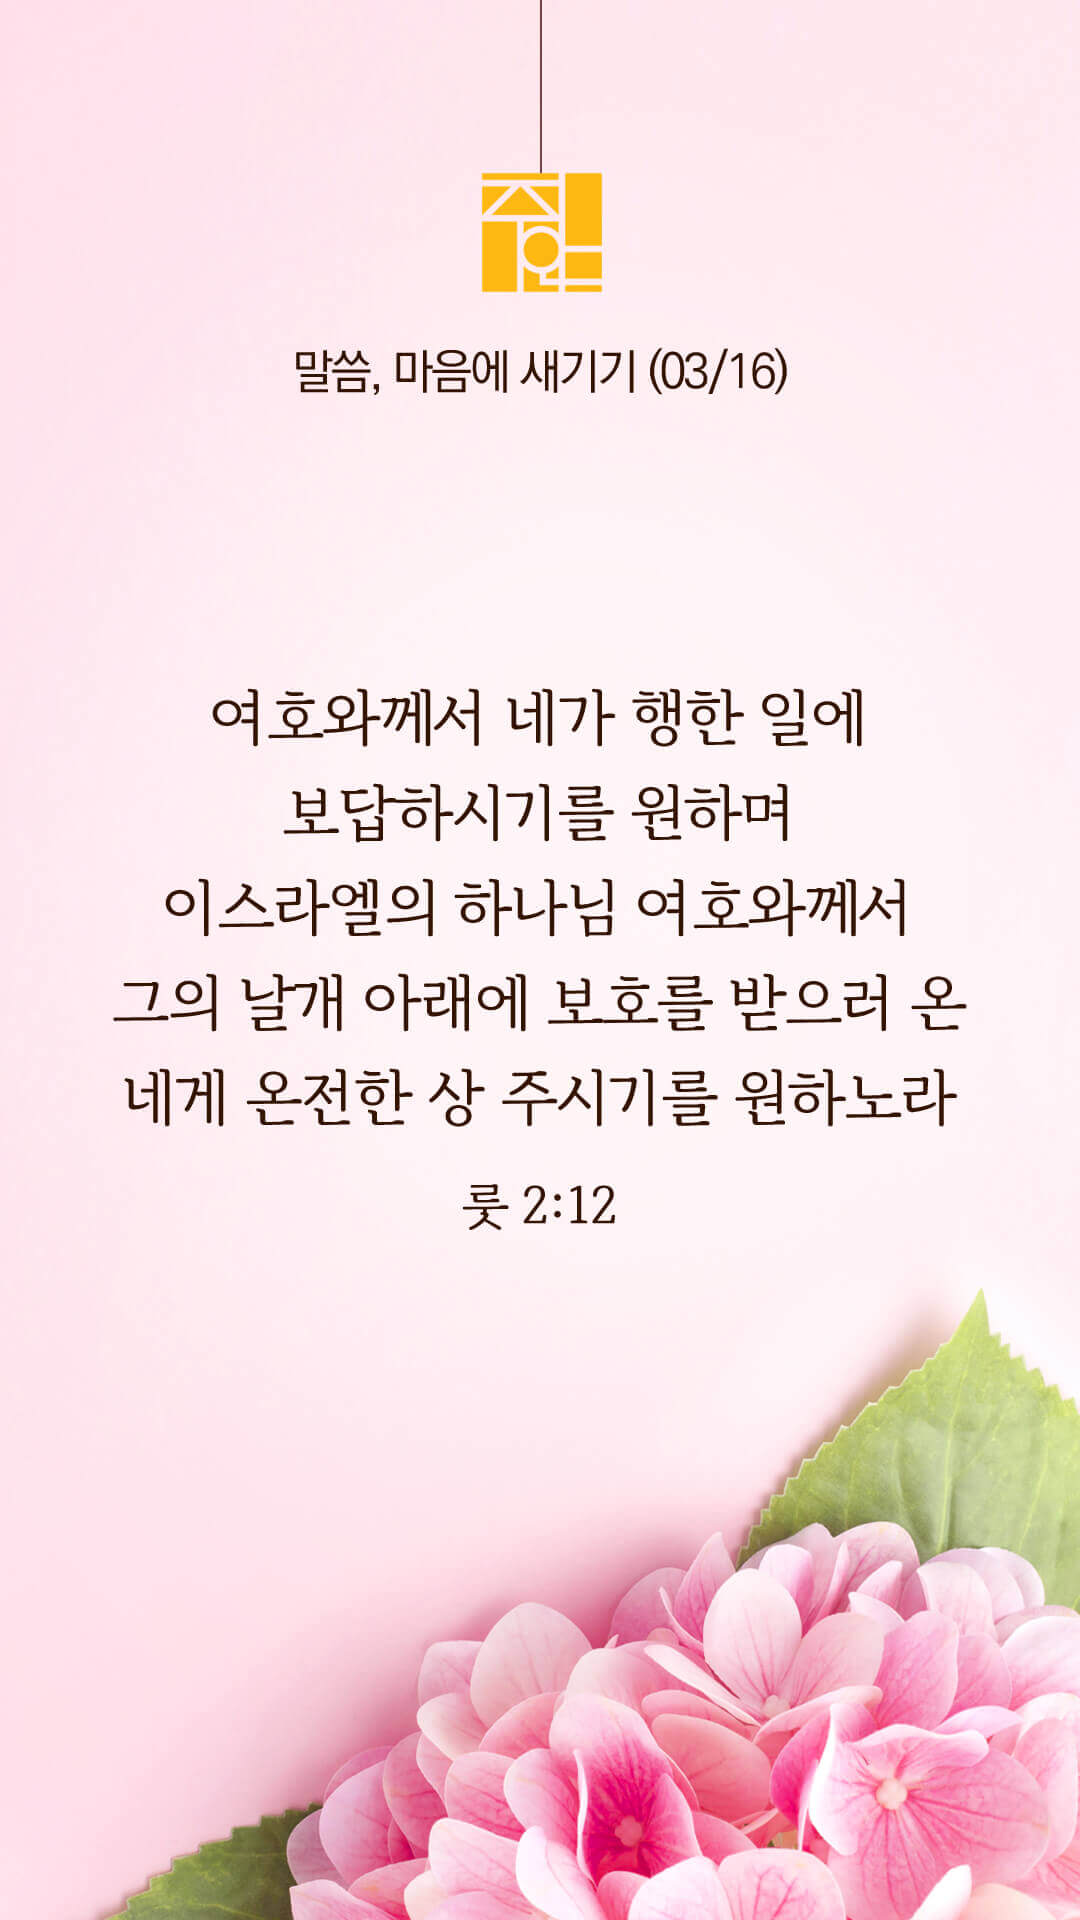 주인
말씀, 마음에 새기기 (03/16)
여호와께서 네가 행한 일에
보답하시기를 원하며
이스라엘의 하나님 여호와께서
그의 날개 아래에 보호를 받으러 온
네게 온전한 상 주시기를 원하노라
룻 2:12